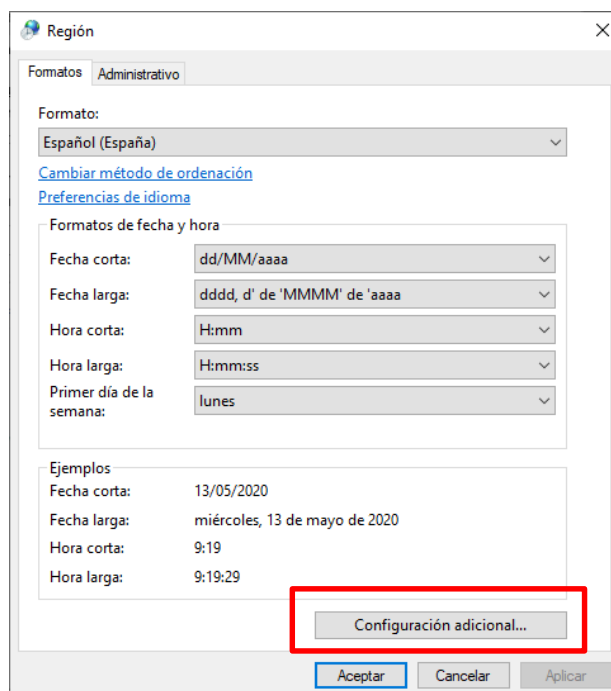 Región
Formatos Administrativo
Formato:
Español (España)
Cambiar método de ordenación
Preferencias de idioma
Formatos de fecha y hora
Fecha corta: dd/MM/aaaa
Fecha larga: dddd, d' de 'MMMM' de 'aaaa
Hora corta: H:mm
Hora larga: H:mm:ss
Primer día de la
semana: lunes
Ejemplos
Fecha corta: 13/05/2020
Fecha larga: miércoles, 13 de mayo de 2020
Hora corta: 9:19
Hora larga: 9:19:29
Configuración adicional...
Aceptar Cancelar Aplicar